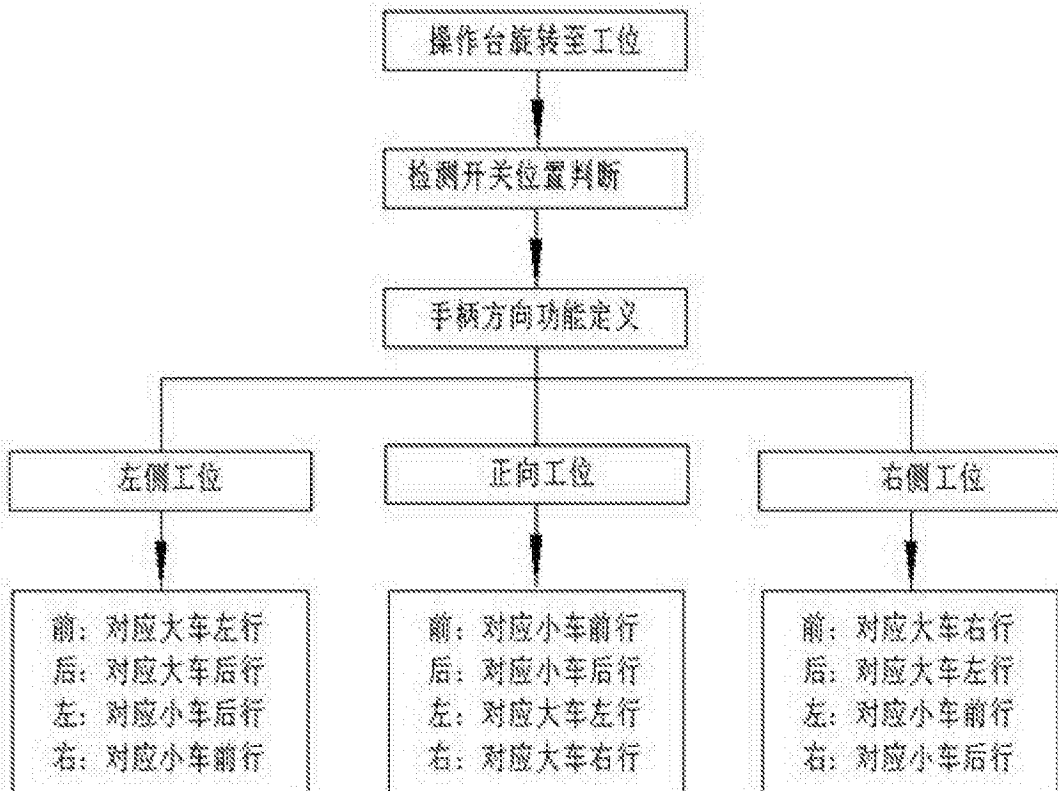 操作台旋转至工位
检测开关位置判断
手柄方向功能定义
左侧工位
正向工位
右侧工位
前：对应大车左行
后：对应大车后行
左：对应小车后行
右：对应小车前行
前：对应小车前行
后：对应小车后行
左：对应大车左行
右：对应大车右行
前：对应大车右行
后：对应大车左行
左：对应小车前行
右：对应小车后行